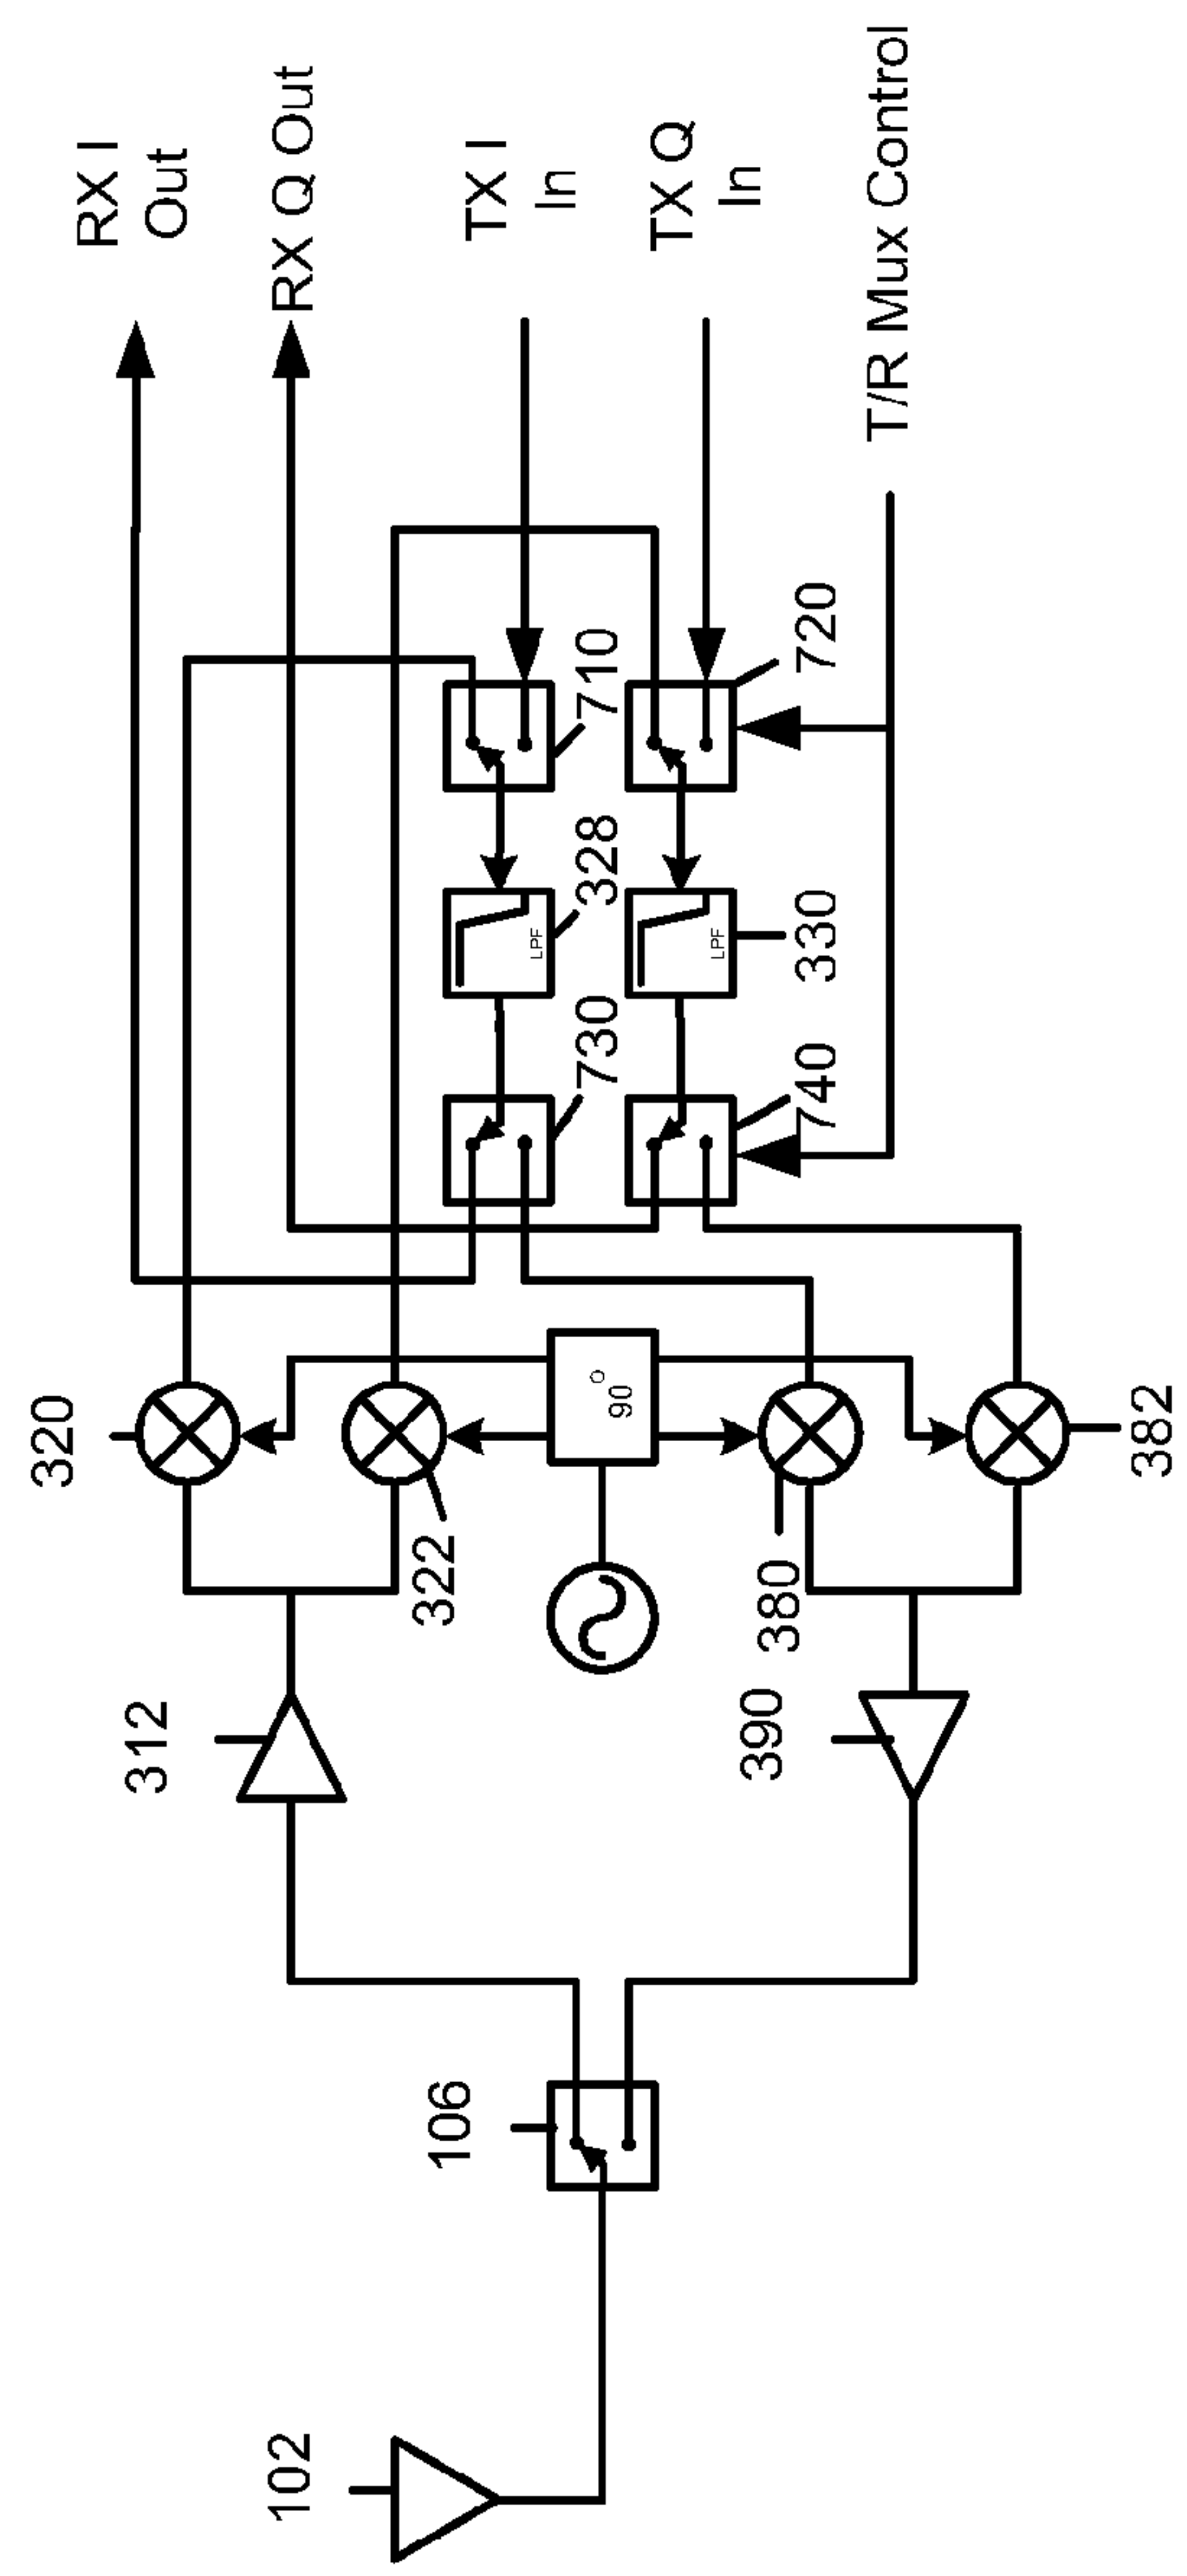 RX I
Out
RX Q Out
TX I
In
TX Q
In
T/R Mux Control
320
322
312
710
720
328
330
LPF
LPF
730
740
90°
380
382
390
106
102